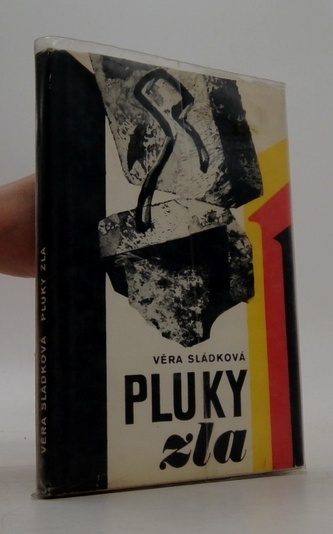 VĚRA SLÁDKOVÁ
PLUKY
zla
VĚRA SLÁDKOVÁ PLUKY ZLA